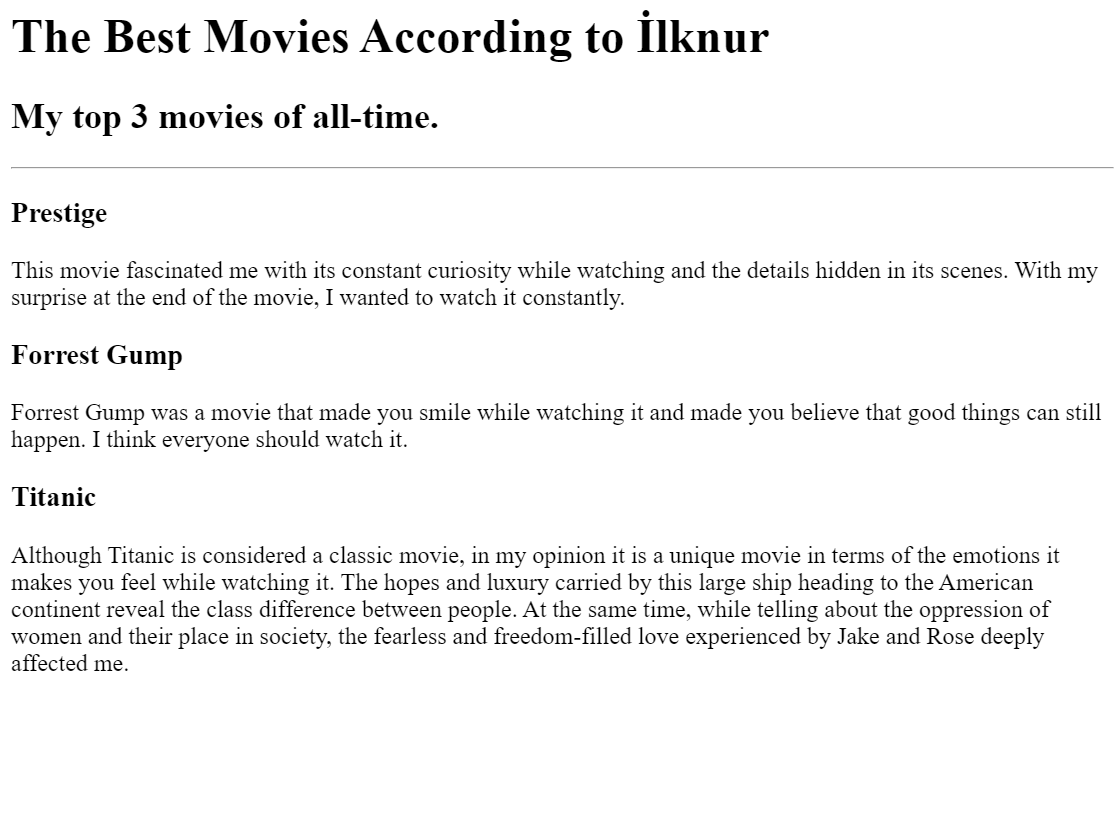 The Best Movies According to İlknur
My top 3 movies of all-time.
Prestige
This movie fascinated me with its constant curiosity while watching and the details hidden in its scenes. With my
surprise at the end of the movie, I wanted to watch it constantly.
Forrest Gump
Forrest Gump was a movie that made you smile while watching it and made you believe that good things can still
happen. I think everyone should watch it.
Titanic
Although Titanic is considered a classic movie, in my opinion it is a unique movie in terms of the emotions it
makes you feel while watching it. The hopes and luxury carried by this large ship heading to the American
continent reveal the class difference between people. At the same time, while telling about the oppression of
women and their place in society, the fearless and freedom-filled love experienced by Jake and Rose deeply
affected me.